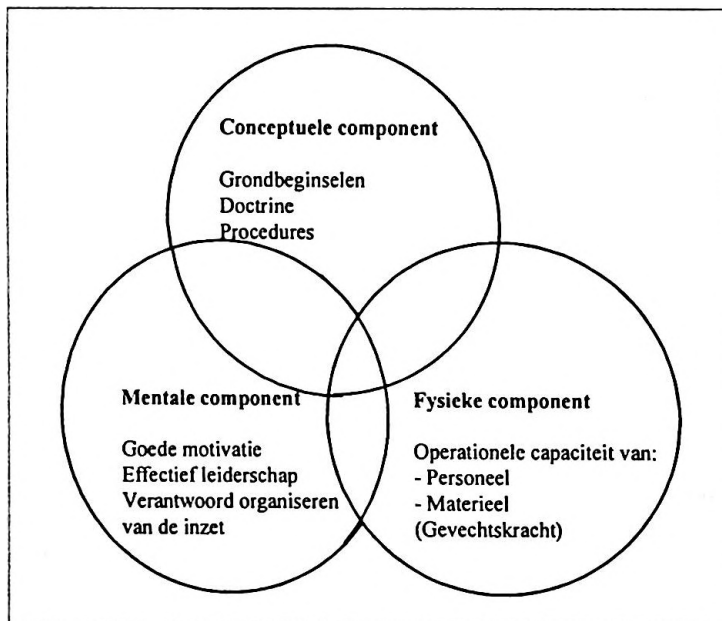 Conceptuele component
Grondbeginselen
Doctrine
Procedures
Mentale component
Goede motivatie
Effectief leiderschap
Verantwoord organiseren
van de inzet
Fysieke component
Operationele capaciteit van:
- Personeel
- Materieel
(Gevechtskracht)